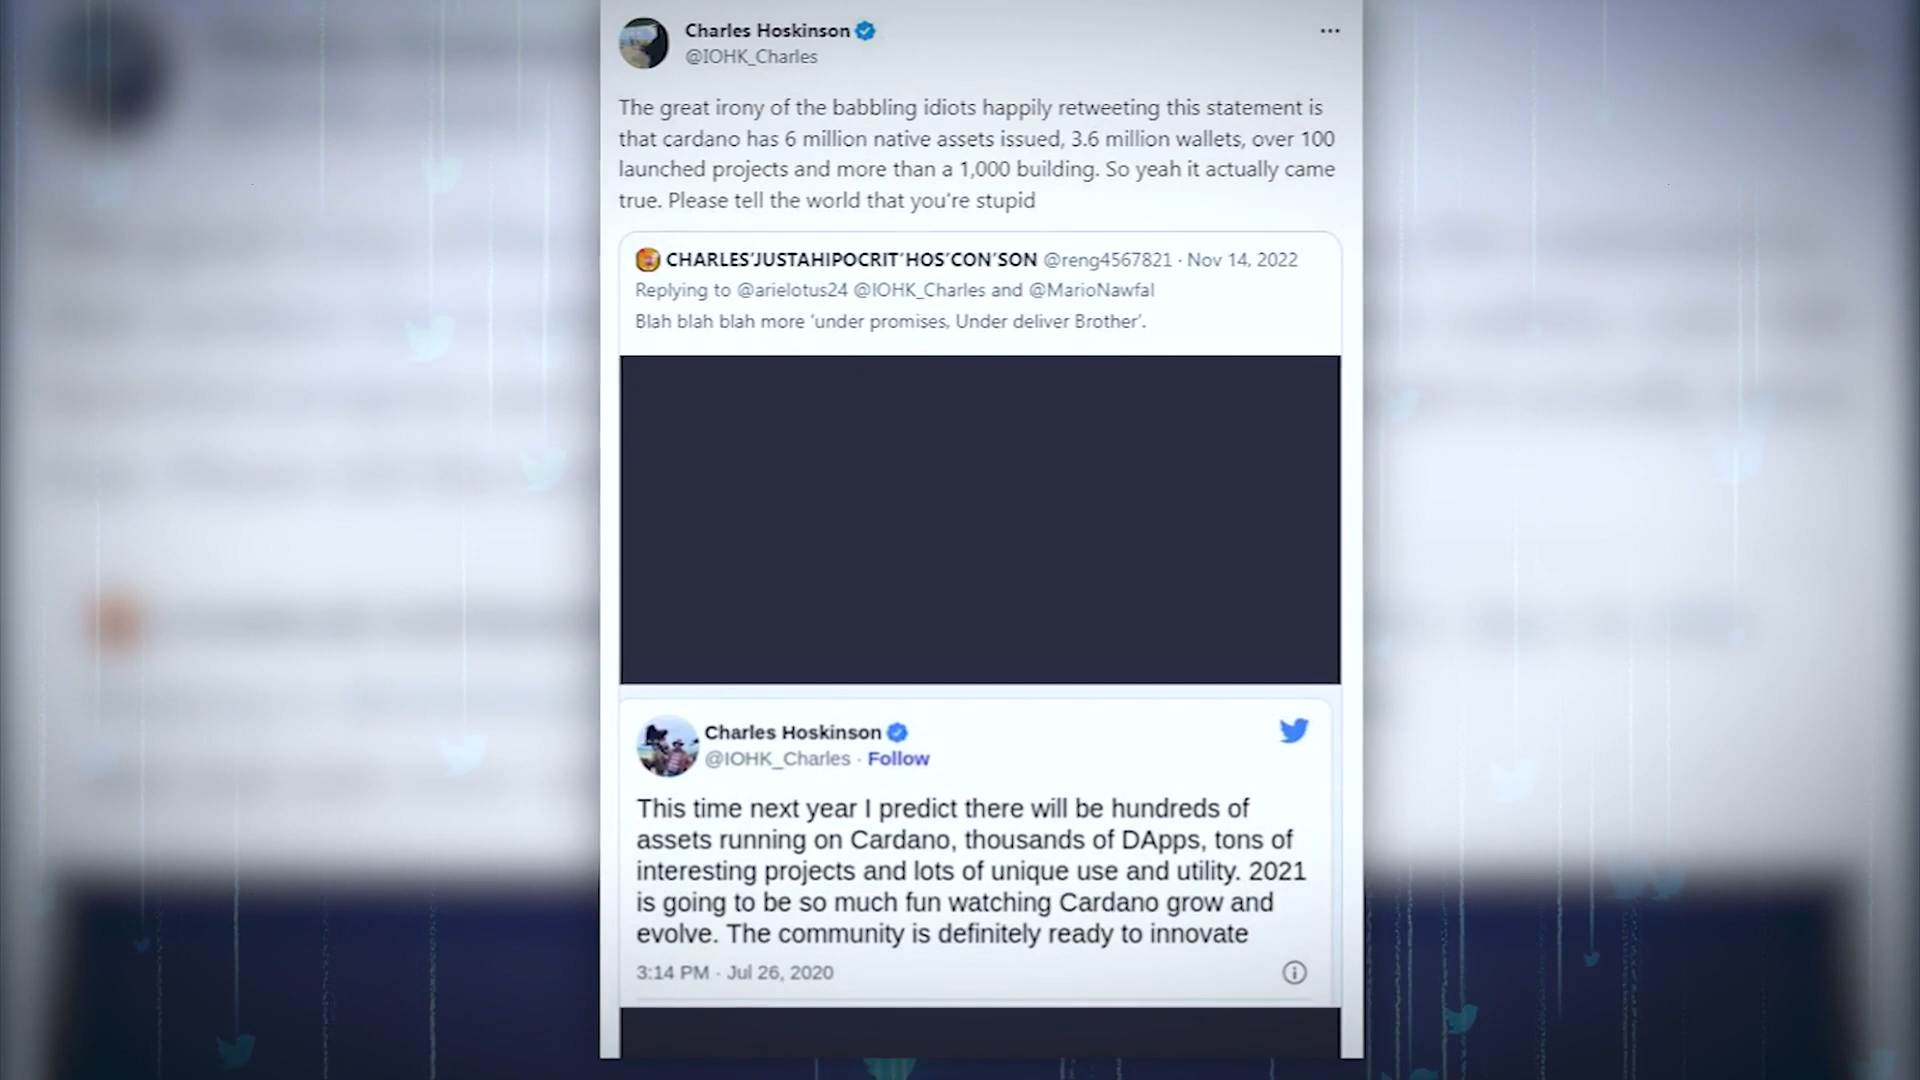 Charles Hoskinson
@IOHK_Charles
The great irony of the babbling idiots happily retweeting this statement is
that cardano has 6 million native assets issued, 3.6 million wallets, over 100
launched projects and more than a 1,000 building. So yeah it actually came
true. Please tell the world that you're stupid
CHARLES'JUSTAHIPOCRIT'HOS'CON'SON @reng4567821 · Nov 14, 2022
Replying to @arielotus24 @IOHK_Charles and @MarioNawfal
Blah blah blah more 'under promises, Under deliver Brother'.
Charles Hoskinson
@IOHK_Charles · Follow
This time next year I predict there will be hundreds of
assets running on Cardano, thousands of DApps, tons of
interesting projects and lots of unique use and utility. 2021
is going to be so much fun watching Cardano grow and
evolve. The community is definitely ready to innovate
3:14 PM · Jul 26, 2020